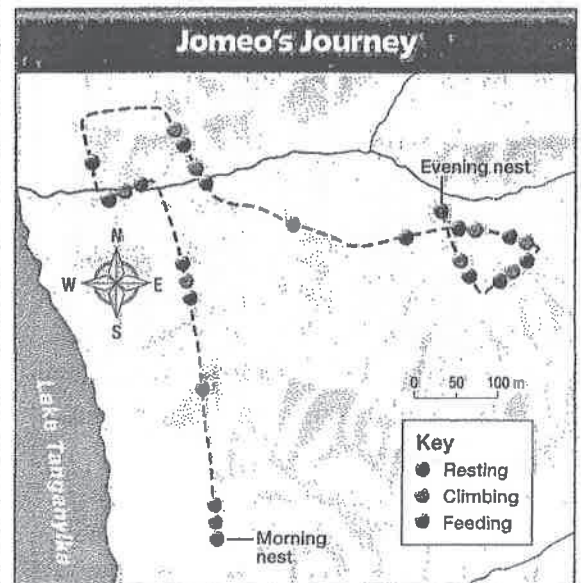 Jomeo's Journey
Evening nest
N
W E
S
0 50 100 m
Lake Tanganyika
Key
Resting
Climbing
Feeding
Morning
nest